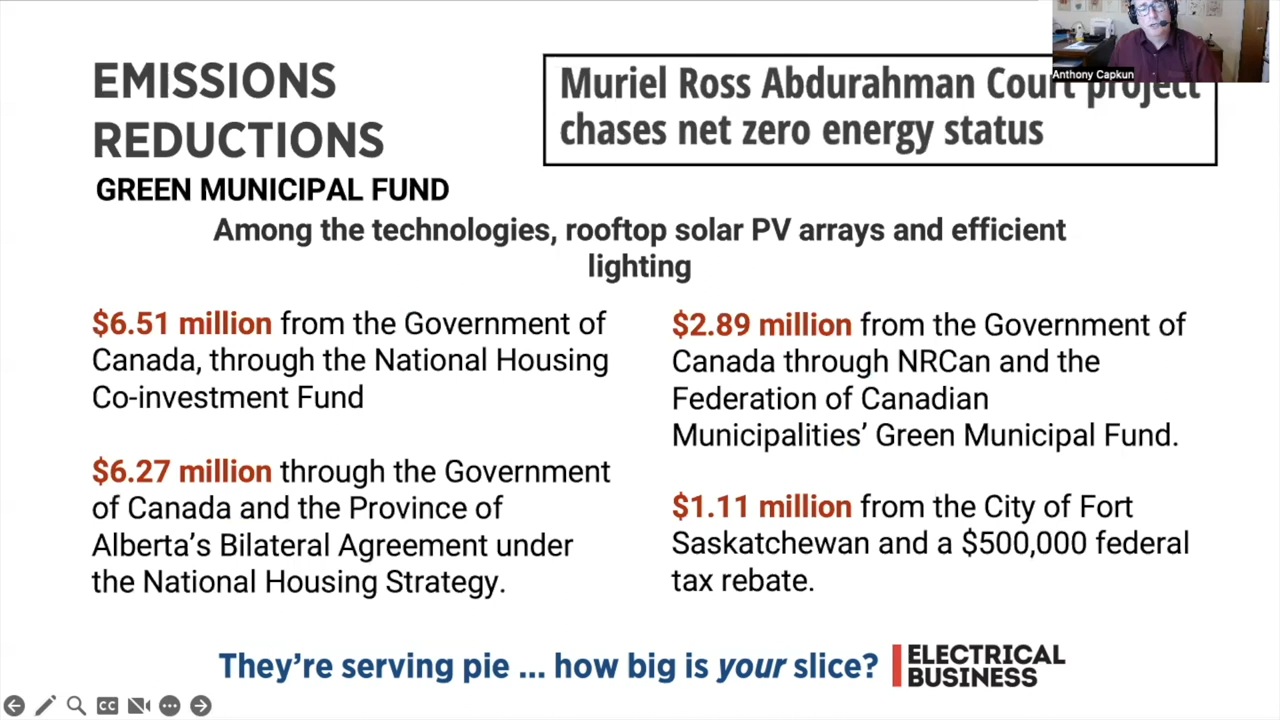 EMISSIONS
REDUCTIONS
GREEN MUNICIPAL FUND
Muriel Ross Abdurahman Court project
chases net zero energy status
Anthony Capkun
Among the technologies, rooftop solar PV arrays and efficient
lighting
$6.51 million from the Government of
Canada, through the National Housing
Co-investment Fund
$6.27 million through the Government
of Canada and the Province of
Alberta’s Bilateral Agreement under
the National Housing Strategy.
$2.89 million from the Government of
Canada through NRCan and the
Federation of Canadian
Municipalities’ Green Municipal Fund.
$1.11 million from the City of Fort
Saskatchewan and a $500,000 federal
tax rebate.
They’re serving pie ... how big is your slice?
ELECTRICAL
BUSINESS
CC